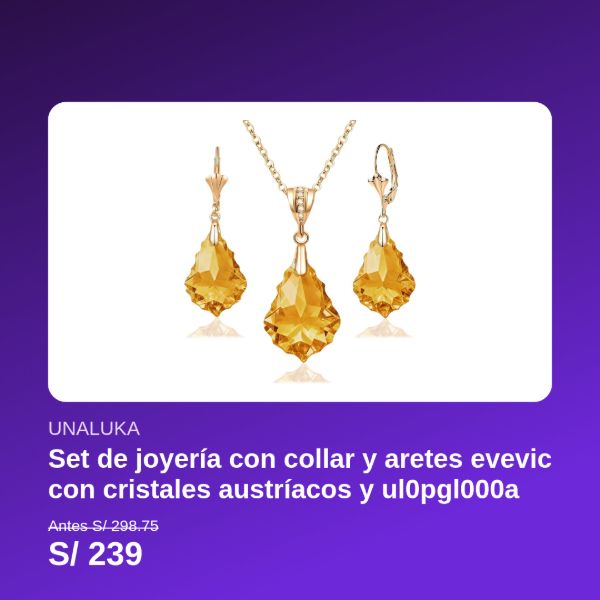 UNALUKA
Set de joyería con collar y aretes evevic
con cristales austríacos y ul0pgl000a
Antes S/ 298.75
S/ 239